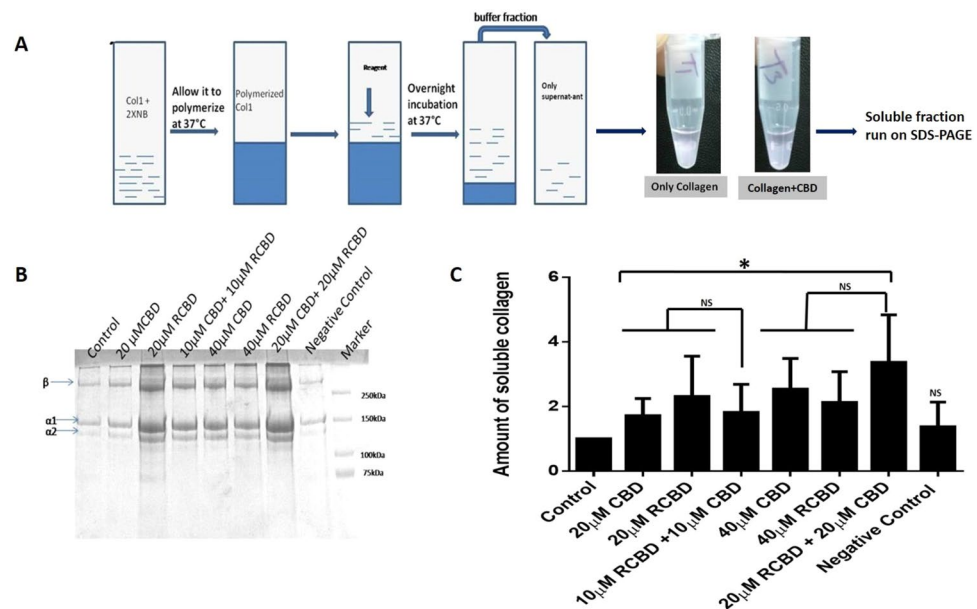 A
buffer fraction
Col1 +
2XNB
Allow it to
polymerize
at 37°C
Polymerized
Col1
Reagent
Overnight
incubation
at 37°C
Only
supernat-ant
T1
T3
Only Collagen
Collagen+CBD
Soluble fraction
run on SDS-PAGE
B
Control
20 µMCBD
20µM RCBD
10µM CBD+ 10µM RCBD
40µM CBD
40µM RCBD
20µM CBD+ 20µM RCBD
Negative Control
Marker
β
α1
α2
250kDa
150kDa
100kDa
75kDa
C
Amount of soluble collagen
6
4
2
0
*
NS
NS
NS
Control
20µM CBD
20µM RCBD
10µM RCBD +10µM CBD
40µM CBD
40µM RCBD
20µM RCBD + 20µM CBD
Negative Control